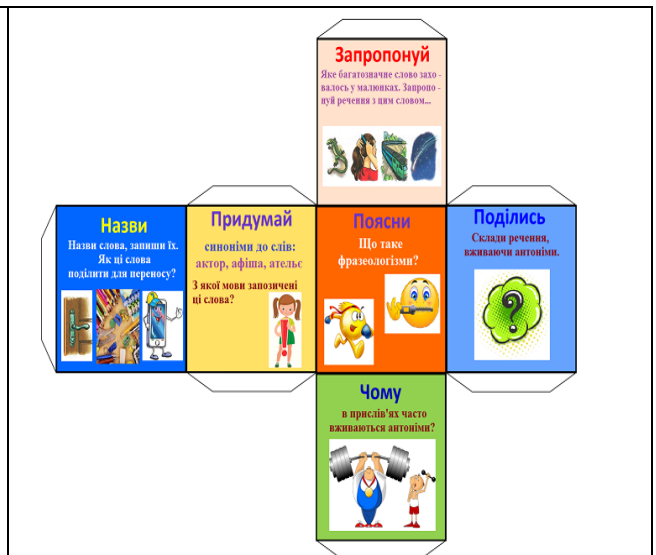 Запропонуй
Яке багатозначне слово захо -
валось у малюнках. Запропо -
нуй речення з цим словом...
Назви
Назви слова, запиши їх.
Як ці слова
поділити для переносу?
Придумай
синоніми до слів:
актор, афіша, ательє
З якої мови запозичені
ці слова?
Поясни
Що таке
фразеологізми?
Поділись
Склади речення,
вживаючи антоніми.
Чому
в прислів'ях часто
вживаються антоніми?